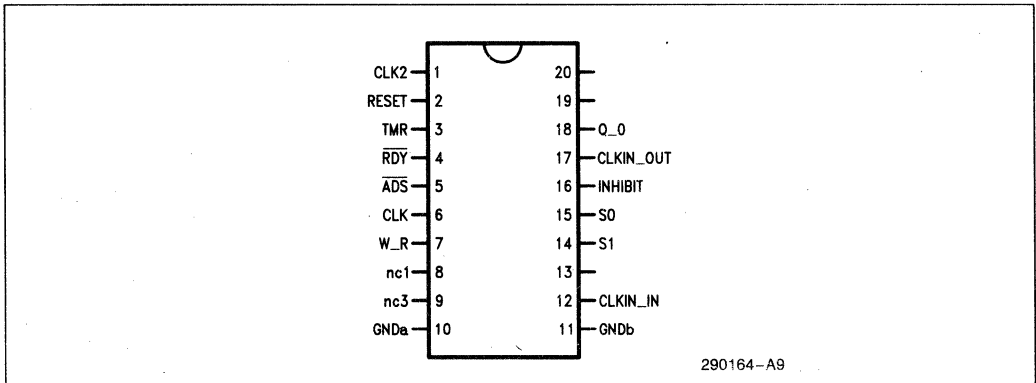 CLK2 1 20
RESET 2 19
TMR 3 18 Q_0
RDY 4 17 CLKIN_OUT
ADS 5 16 INHIBIT
CLK 6 15 S0
W_R 7 14 S1
nc1 8 13
nc3 9 12 CLKIN_IN
GNDa 10 11 GNDb
290164-A9